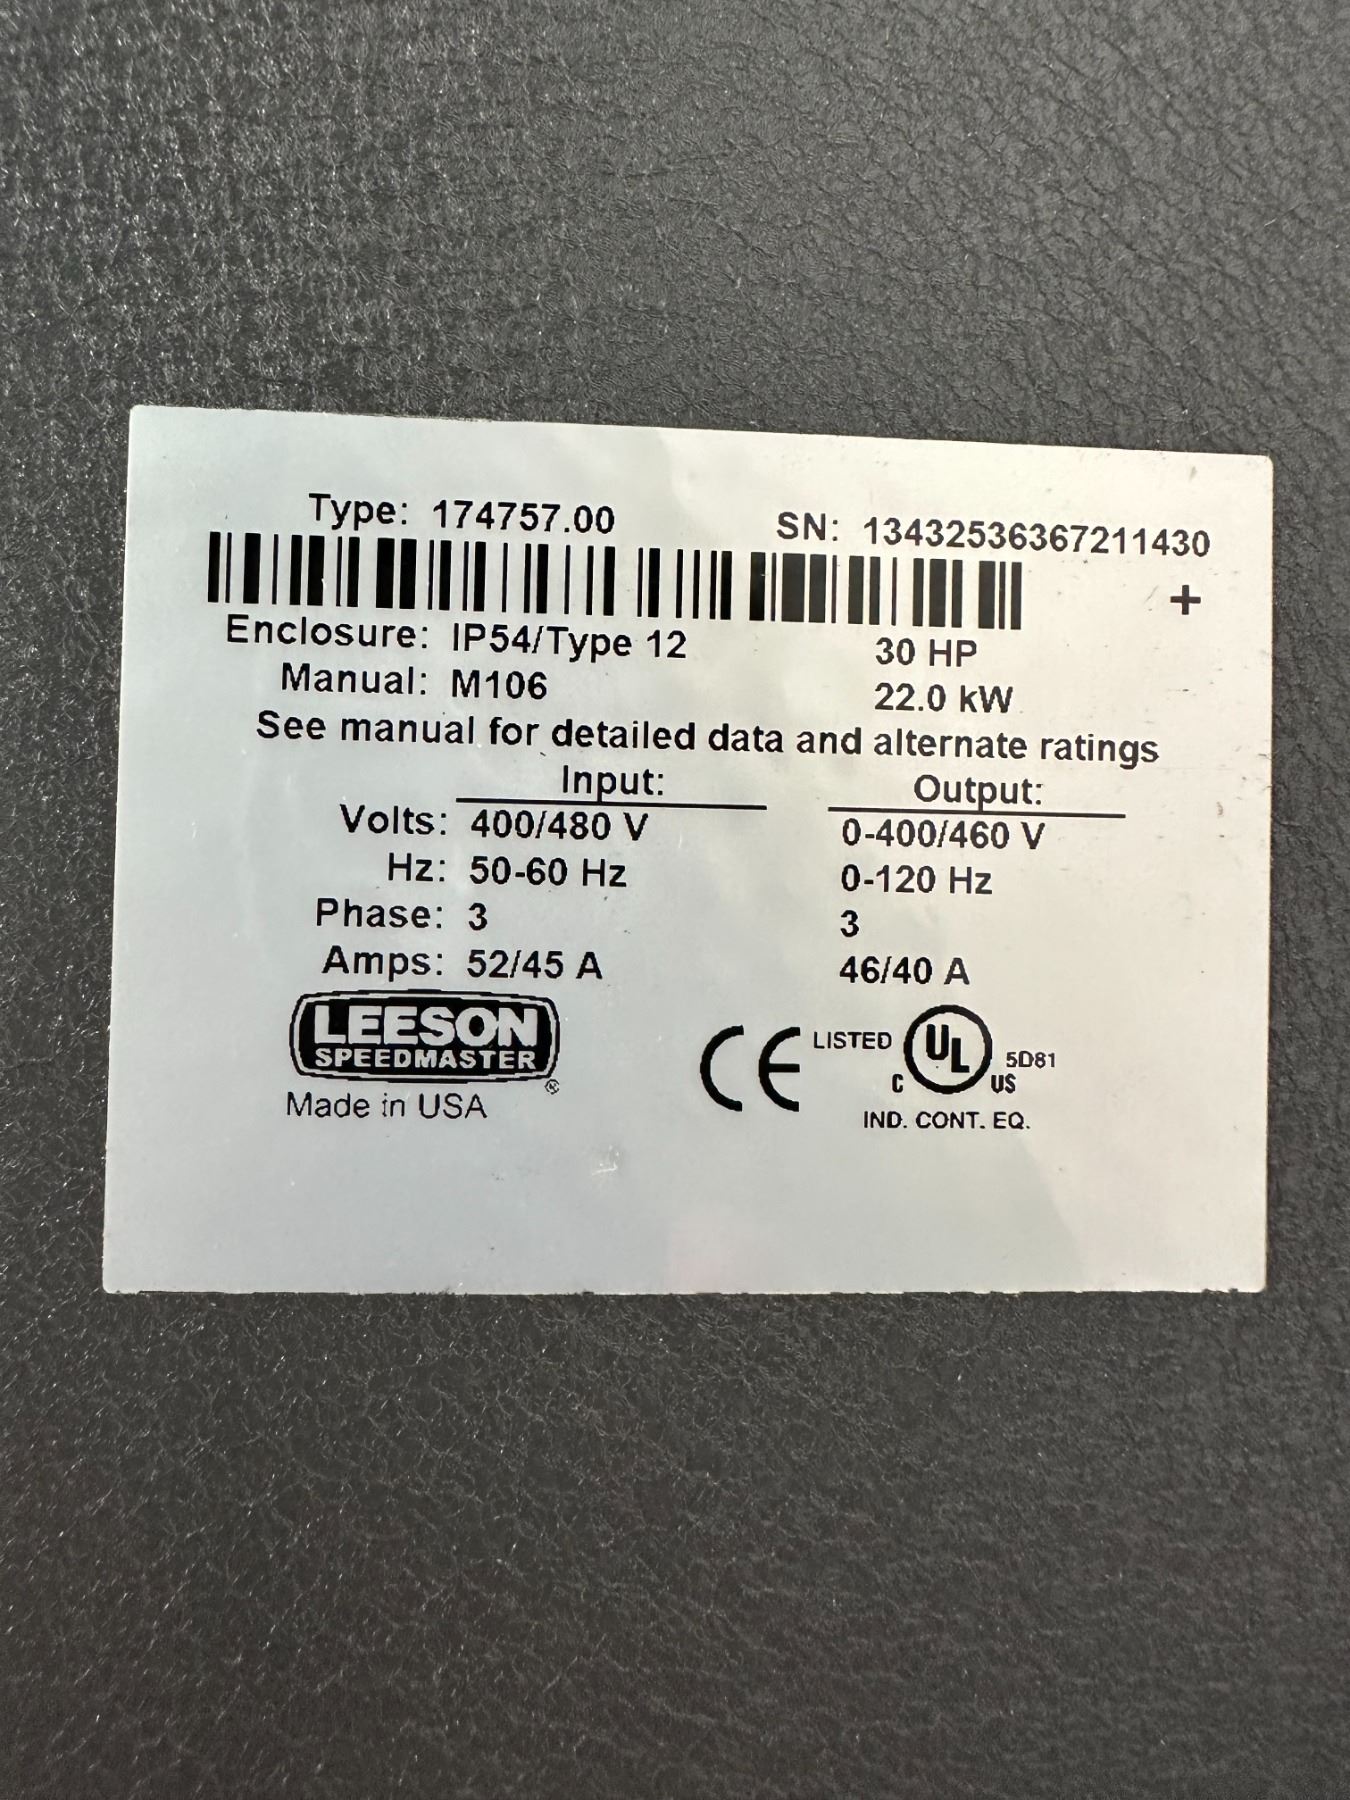 Type: 174757.00 SN: 13432536367211430
+
Enclosure: IP54/Type 12 30 HP
Manual: M106 22.0 kW
See manual for detailed data and alternate ratings
Input: Output:
Volts: 400/480 V 0-400/460 V
Hz: 50-60 Hz 0-120 Hz
Phase: 3 3
Amps: 52/45 A 46/40 A
LEESON
SPEEDMASTER
®
Made in USA
CE LISTED UL 5D81
C US
IND. CONT. EQ.